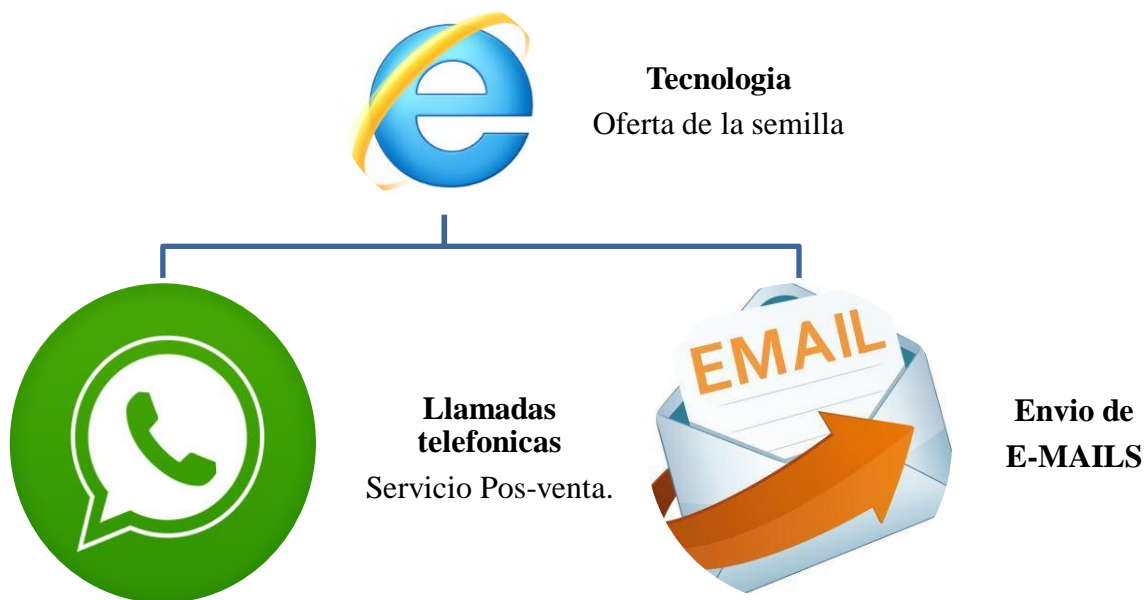 Tecnologia
Oferta de la semilla
EMAIL
Llamadas
telefonicas
Servicio Pos-venta.
Envio de
E-MAILS